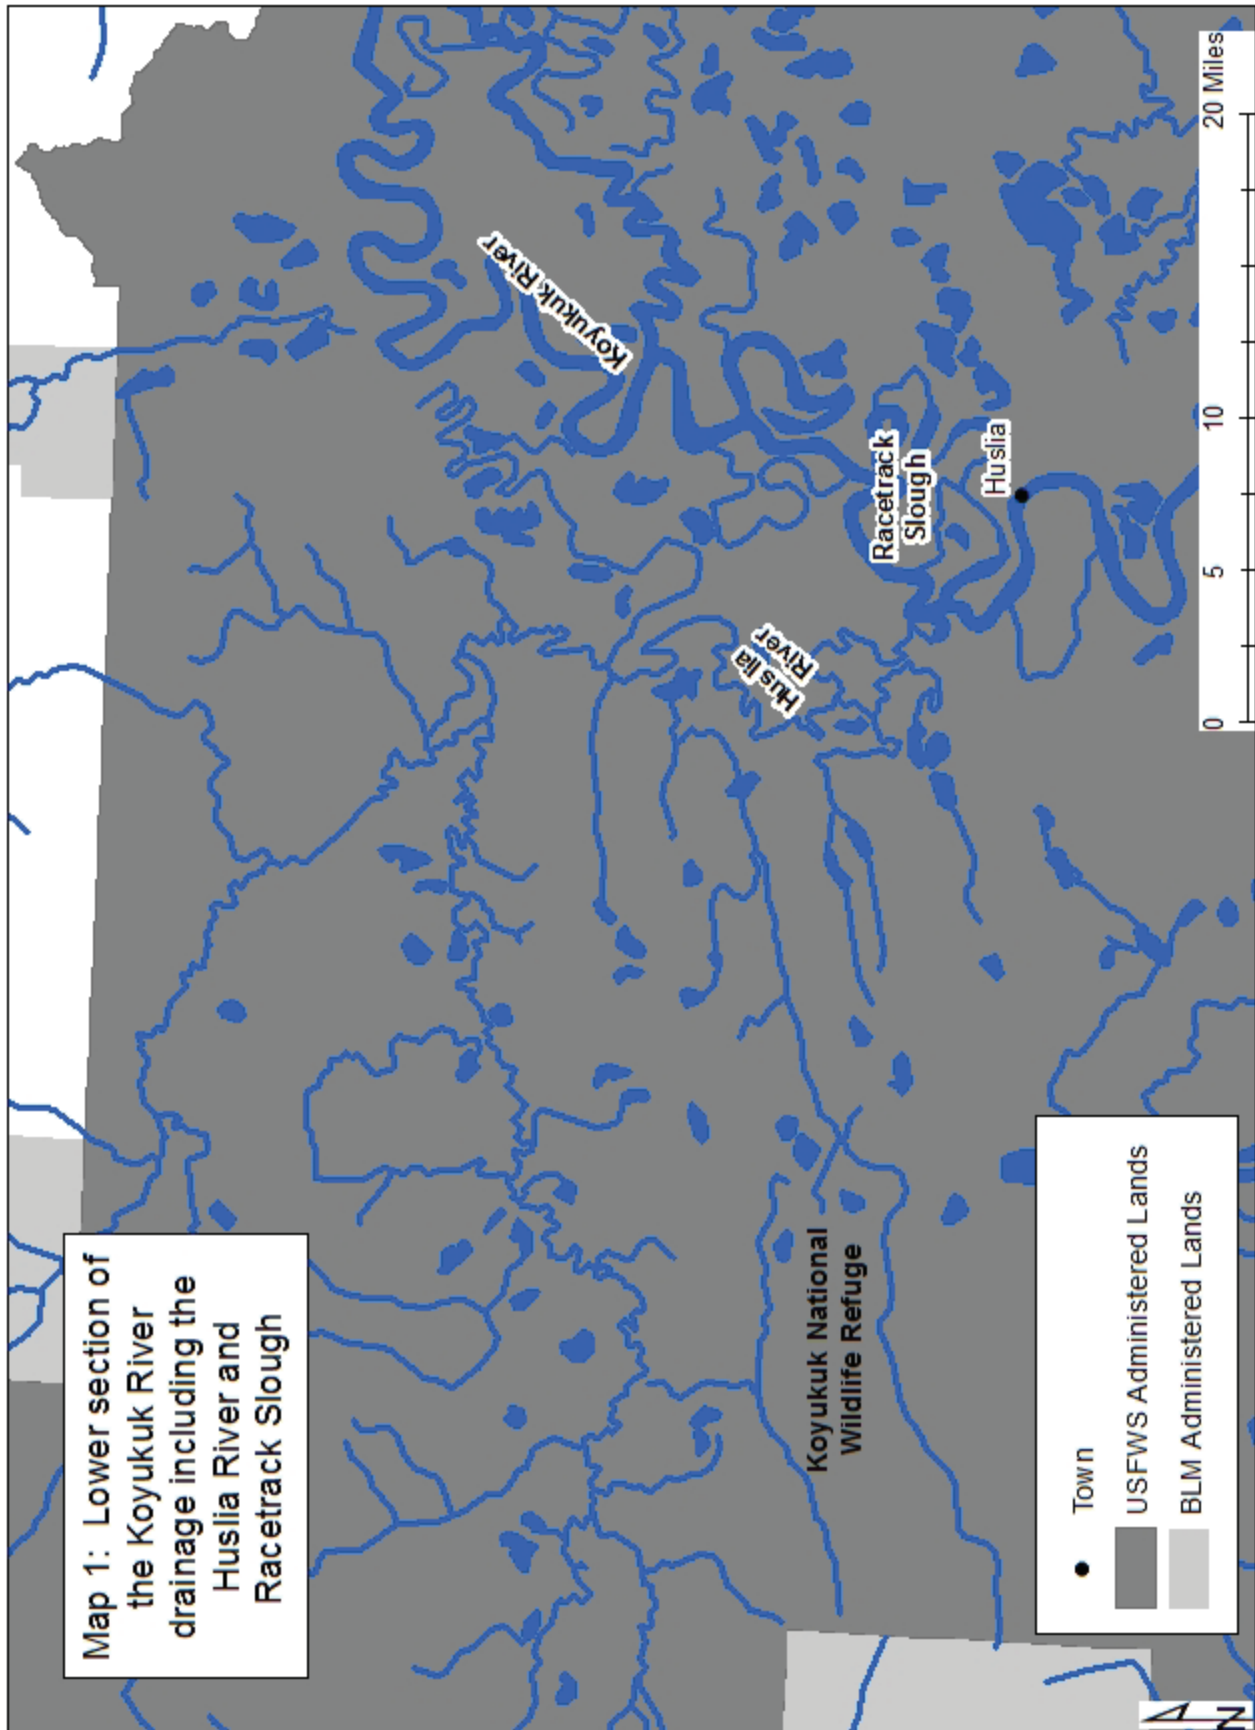 Map 1: Lower section of
the Koyukuk River
drainage including the
Huslia River and
Racetrack Slough
Koyukuk River
Huslia
River
Racetrack
Slough
Huslia
Koyukuk National
Wildlife Refuge
Town
USFWS Administered Lands
BLM Administered Lands
N
0 5 10 20 Miles